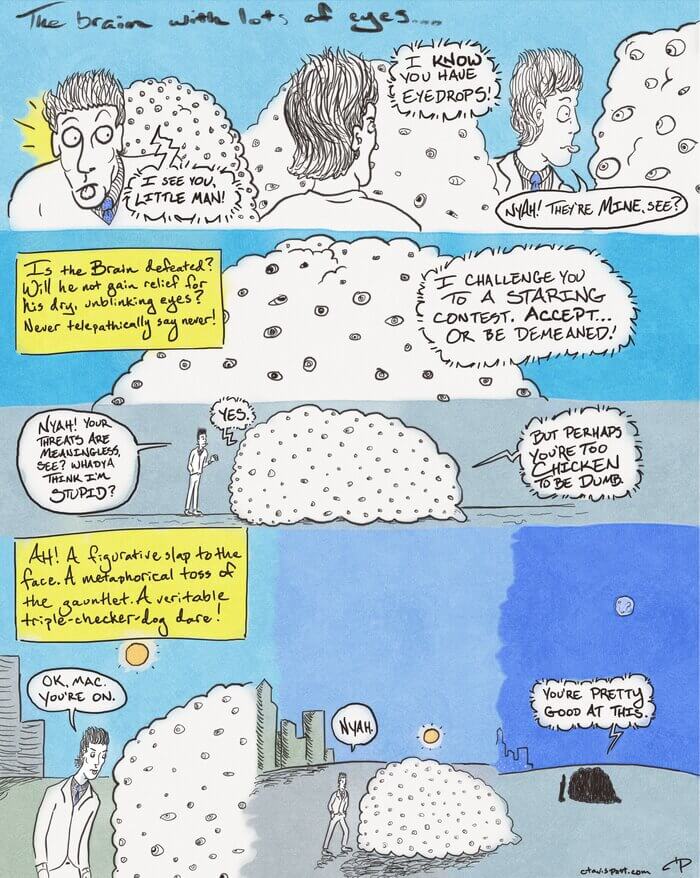 The brain with lots of eyes....
I SEE YOU,
LITTLE MAN!
I KNOW
YOU HAVE
EYEDROPS!
NYAH! THEY'RE MINE, SEE?
Is the Brain defeated?
Will he not gain relief for
his dry, unblinking eyes?
Never telepathically say never!
I CHALLENGE YOU
TO A STARING
CONTEST. ACCEPT...
OR BE DEMEANED!
NYAH! YOUR
THREATS ARE
MEANINGLESS,
SEE? WHADYA
THINK I'M
STUPID?
YES.
BUT PERHAPS
YOU'RE TOO
CHICKEN
TO BE DUMB.
AH! A figurative slap to the
face. A metaphorical toss of
the gauntlet. A veritable
triple-checker-dog dare!
OK, MAC.
YOU'RE ON.
NYAH.
YOU'RE PRETTY
GOOD AT THIS.
ctavispott.com